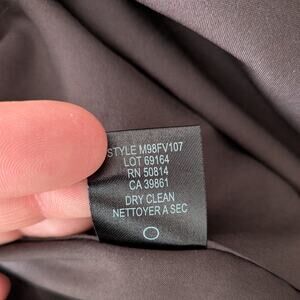 STYLE M98FV107
LOT 69164
RN 50814
CA 39861
DRY CLEAN
NETTOYER A SEC